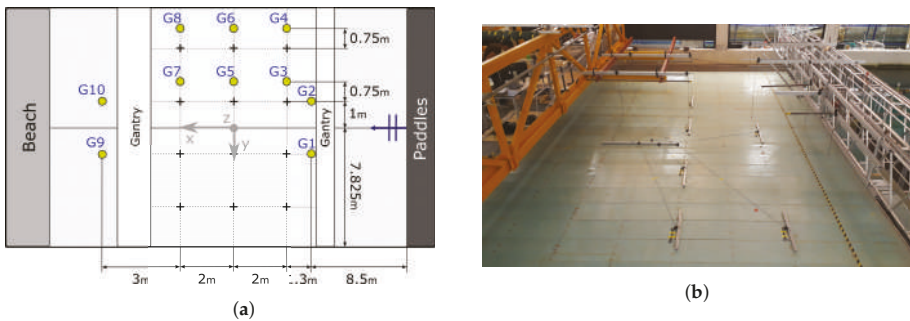 G8 G6 G4
0.75m
G7 G5 G3
0.75m
G10 G2
1m
Beach
Gantry
z
x
y
Gantry
Paddles
G9 G1
7.825m
3m 2m 2m .3m 8.5m
(a)
(b)